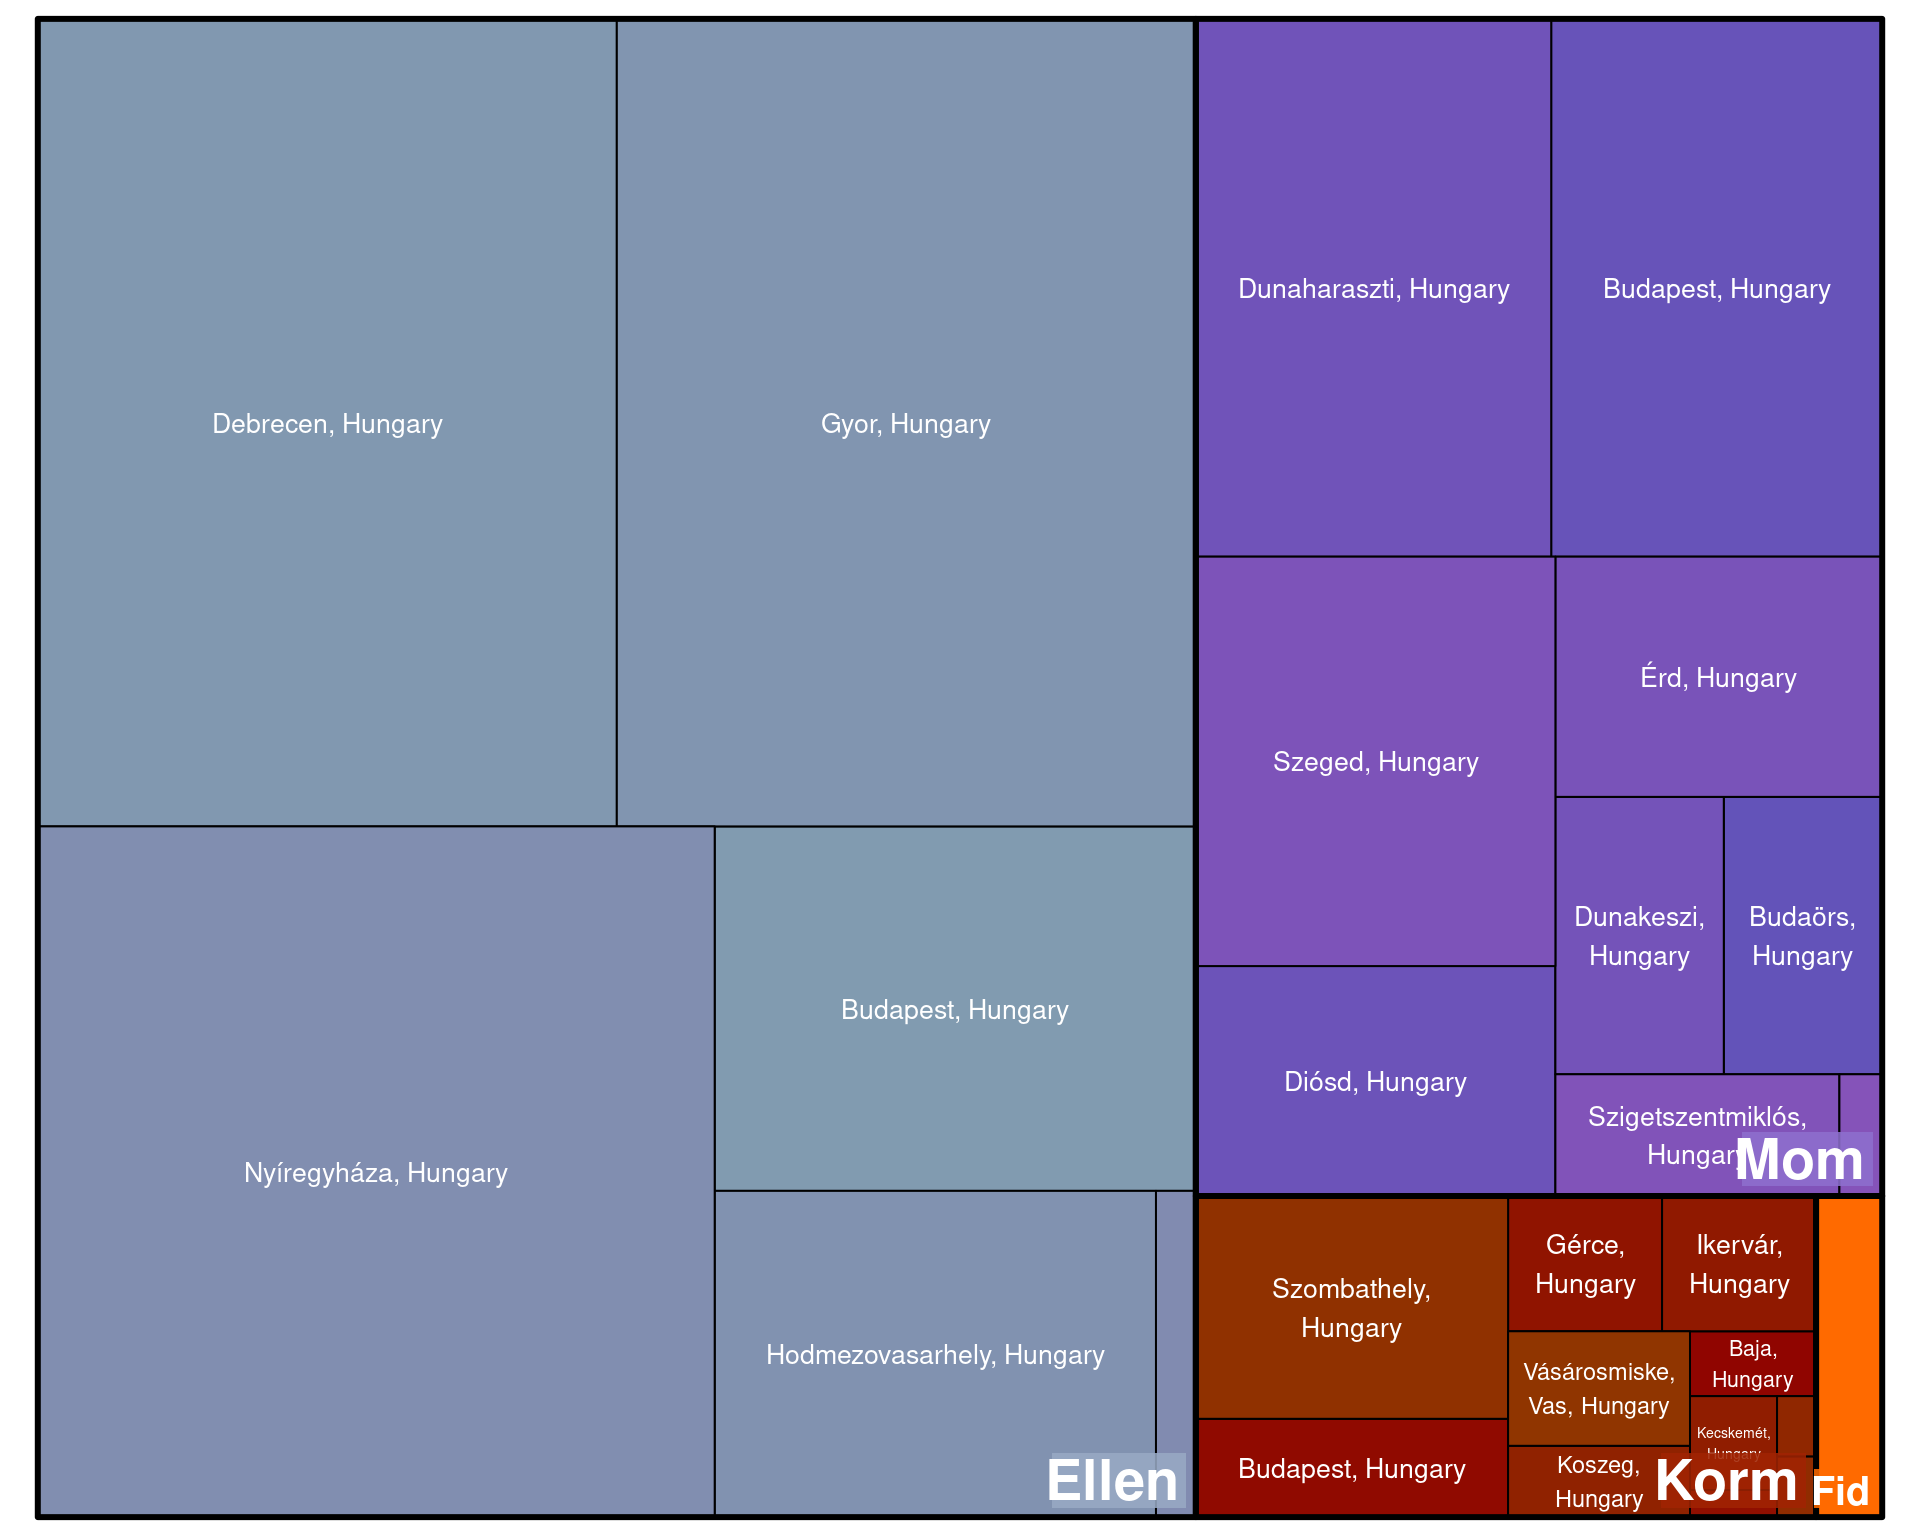 Debrecen, Hungary
Gyor, Hungary
Nyíregyháza, Hungary
Budapest, Hungary
Hodmezovasarhely, Hungary
Ellen
Dunaharaszti, Hungary
Budapest, Hungary
Szeged, Hungary
Érd, Hungary
Dunakeszi,
Hungary
Budaörs,
Hungary
Diósd, Hungary
Szigetszentmiklós,
Hungary
Mom
Szombathely,
Hungary
Gérce,
Hungary
Ikervár,
Hungary
Vásárosmiske,
Vas, Hungary
Baja,
Hungary
Kecskemét,
Hungary
Budapest, Hungary
Koszeg,
Hungary
Korm
Fid